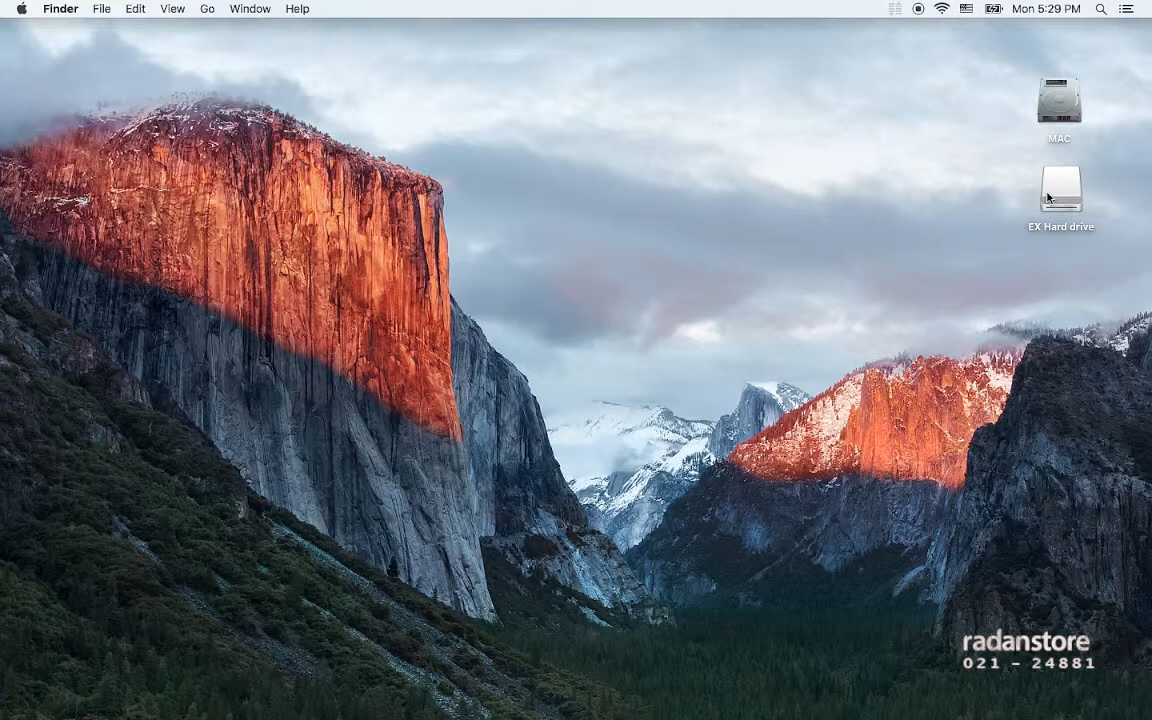 Finder File Edit View Go Window Help Mon 5:29 PM
MAC
EX Hard drive
radanstore
021 - 24881